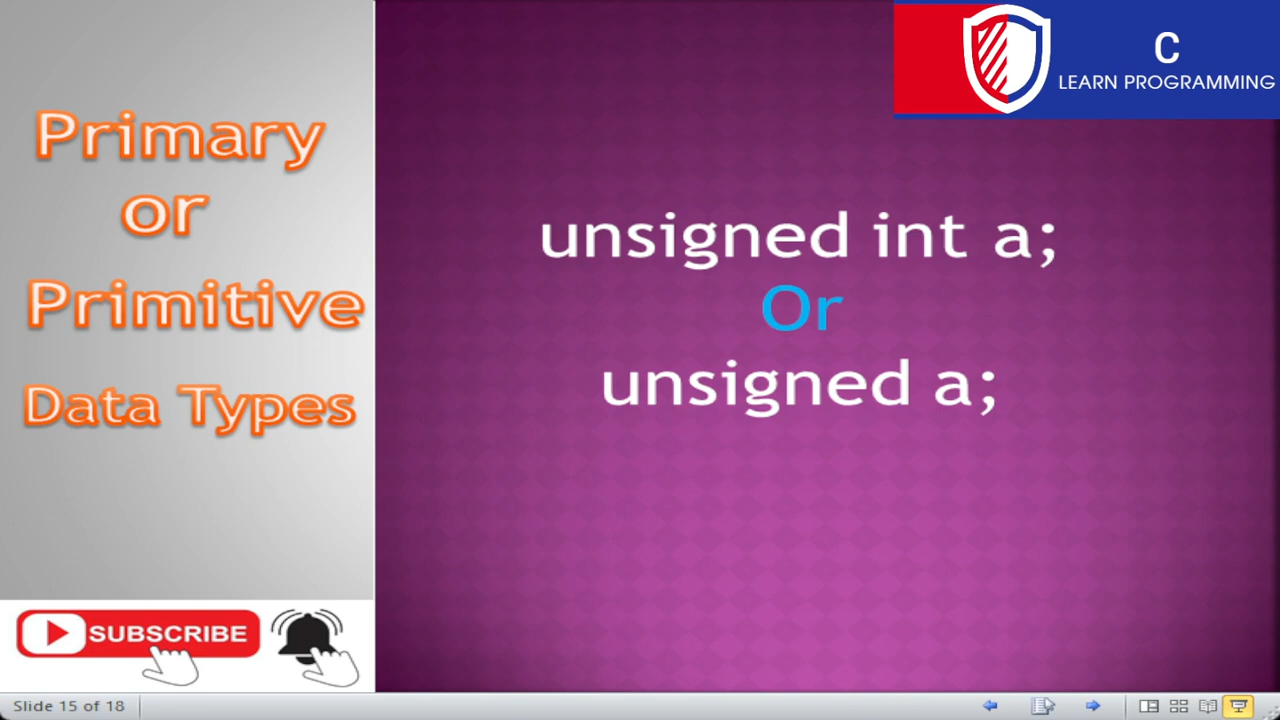 Primary
or
Primitive
Data Types
C
LEARN PROGRAMMING
unsigned int a;
Or
unsigned a;
SUBSCRIBE
Slide 15 of 18